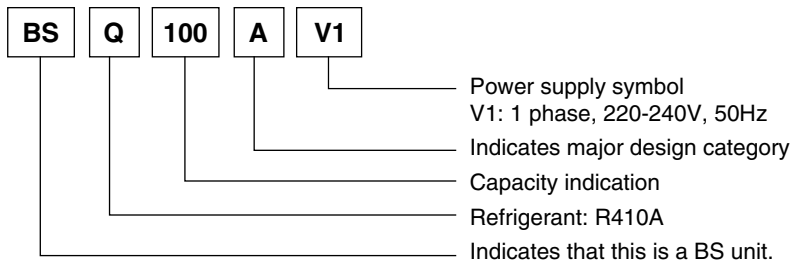 BS Q 100 A V1
Power supply symbol
V1: 1 phase, 220-240V, 50Hz
Indicates major design category
Capacity indication
Refrigerant: R410A
Indicates that this is a BS unit.